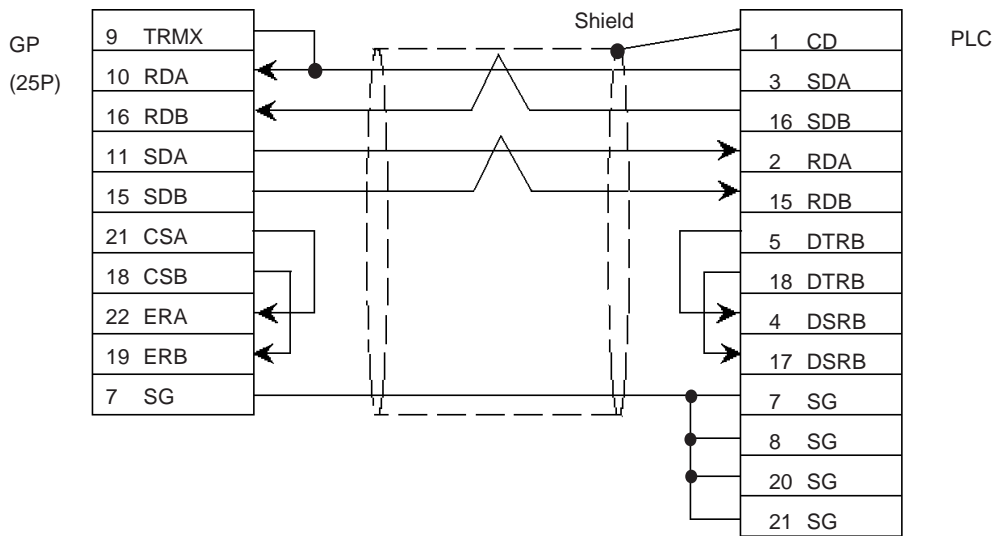 Shield
GP
(25P)
9 TRMX
10 RDA
16 RDB
11 SDA
15 SDB
21 CSA
18 CSB
22 ERA
19 ERB
7 SG
PLC
1 CD
3 SDA
16 SDB
2 RDA
15 RDB
5 DTRB
18 DTRB
4 DSRB
17 DSRB
7 SG
8 SG
20 SG
21 SG